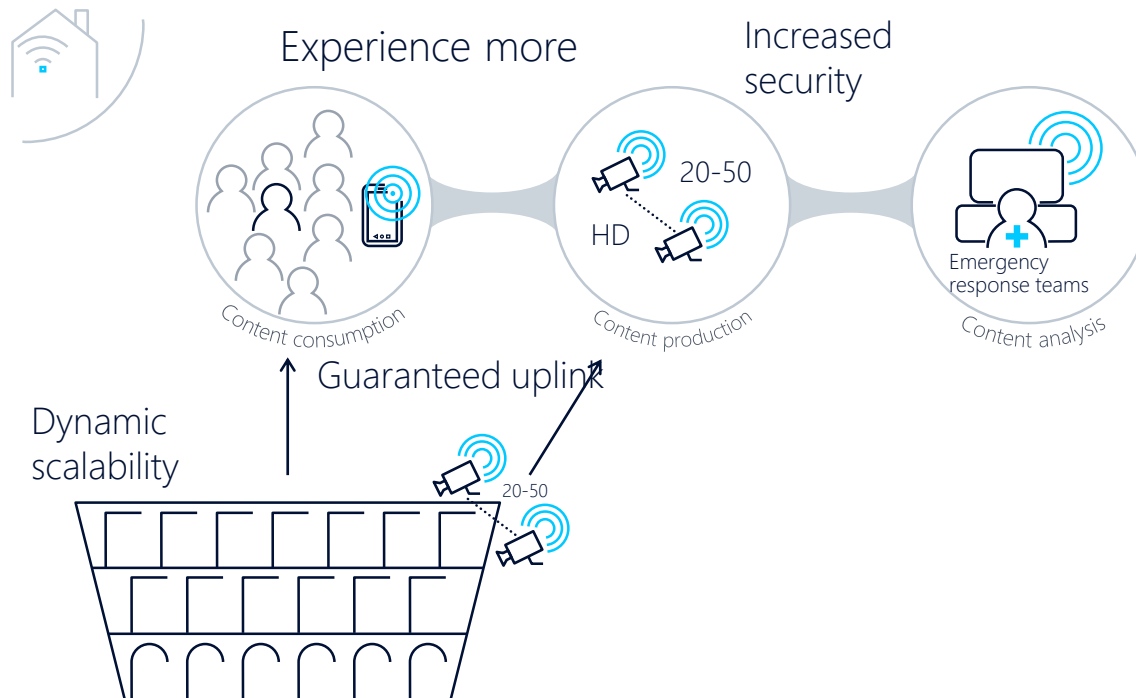 Experience more
Increased
security
20-50
HD
Emergency
response teams
Content consumption
Content production
Content analysis
Guaranteed uplink
Dynamic
scalability
20-50